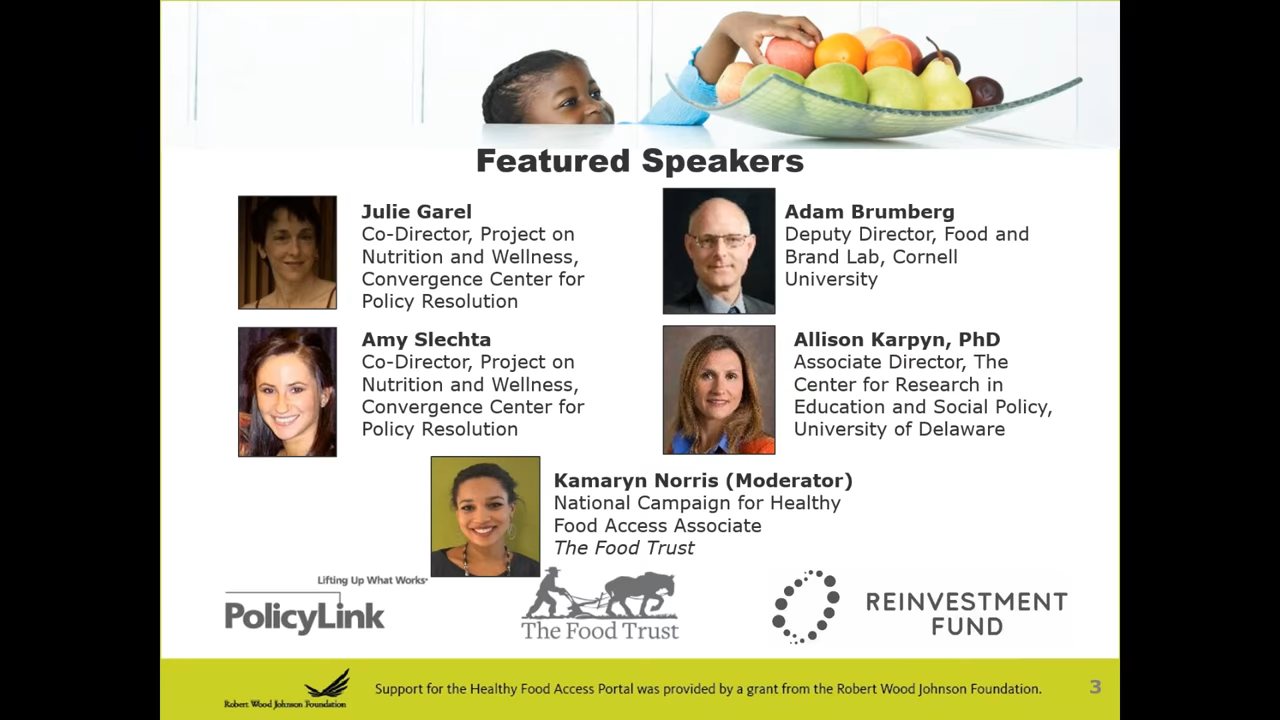 Featured Speakers
Julie Garel
Co-Director, Project on
Nutrition and Wellness,
Convergence Center for
Policy Resolution
Adam Brumberg
Deputy Director, Food and
Brand Lab, Cornell
University
Amy Slechta
Co-Director, Project on
Nutrition and Wellness,
Convergence Center for
Policy Resolution
Allison Karpyn, PhD
Associate Director, The
Center for Research in
Education and Social Policy,
University of Delaware
Kamaryn Norris (Moderator)
National Campaign for Healthy
Food Access Associate
The Food Trust
Lifting Up What Works®
PolicyLink
The Food Trust
REINVESTMENT
FUND
Robert Wood Johnson Foundation
Support for the Healthy Food Access Portal was provided by a grant from the Robert Wood Johnson Foundation.
3